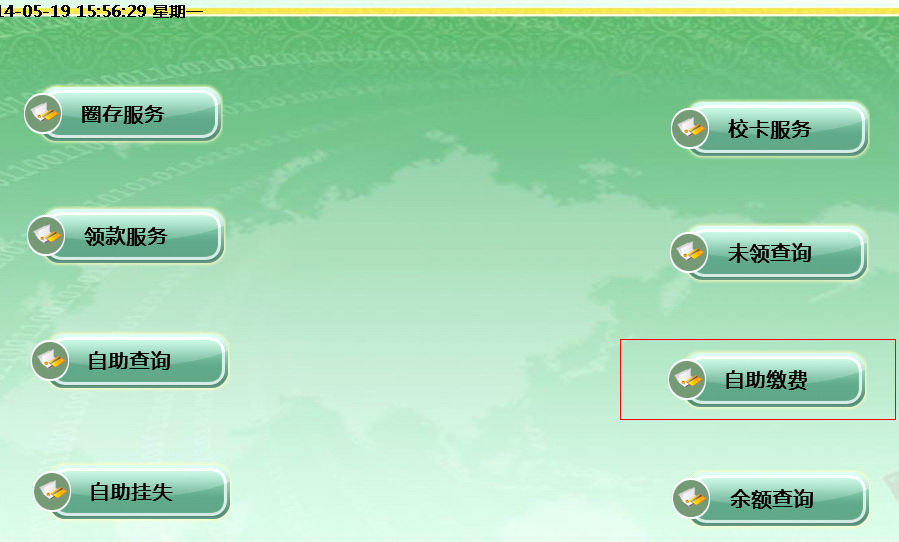 14-05-19 15:56:29 星期一
圈存服务
校卡服务
领款服务
未领查询
自助查询
自助缴费
自助挂失
余额查询